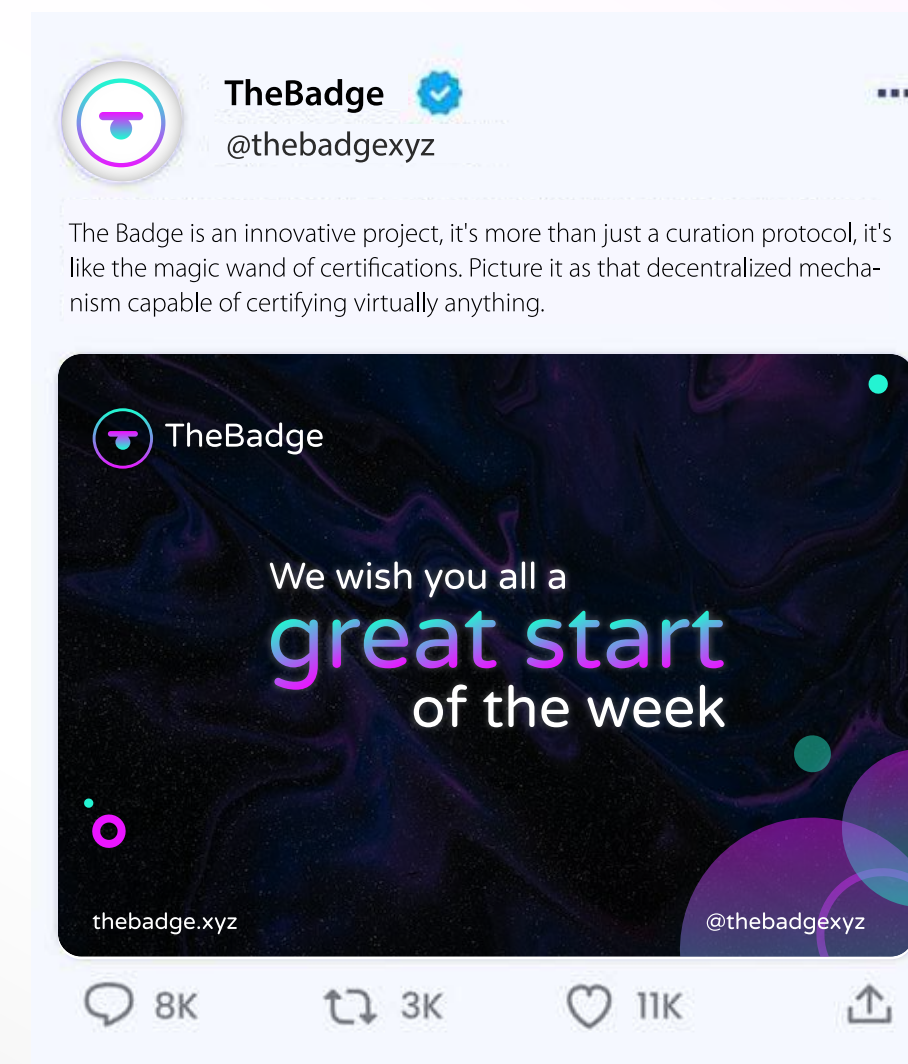 TheBadge
@thebadgexyz
The Badge is an innovative project, it's more than just a curation protocol, it's
like the magic wand of certifications. Picture it as that decentralized mecha-
nism capable of certifying virtually anything.
TheBadge
We wish you all a
great start
of the week
thebadge.xyz
@thebadgexyz
8K
3K
11K